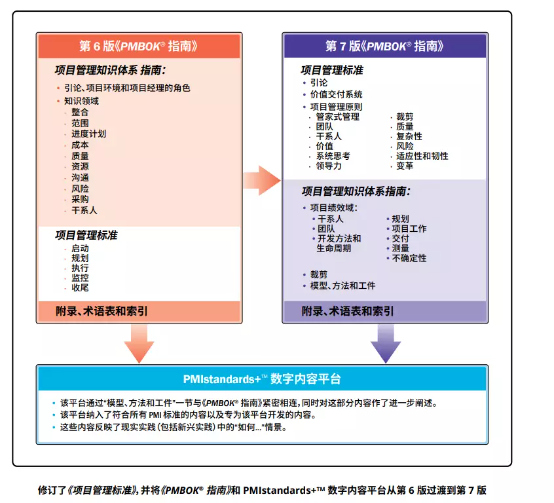 第 6 版《PMBOK® 指南》
项目管理知识体系 指南：
• 引论、项目环境和项目经理的角色
• 知识领域
· 整合
· 范围
· 进度计划
· 成本
· 质量
· 资源
· 沟通
· 风险
· 采购
· 干系人
项目管理标准
· 启动
· 规划
· 执行
· 监控
· 收尾
附录、术语表和索引
第 7 版《PMBOK® 指南》
项目管理标准
• 引论
• 价值交付系统
• 项目管理原则
· 管家式管理
· 团队
· 干系人
· 价值
· 系统思考
· 领导力
· 裁剪
· 质量
· 复杂性
· 风险
· 适应性和韧性
· 变革
项目管理知识体系指南：
• 项目绩效域：
• 干系人
• 团队
• 开发方法和
生命周期
• 规划
• 项目工作
• 交付
• 测量
• 不确定性
• 裁剪
• 模型、方法和工件
附录、术语表和索引
PMIstandards+™ 数字内容平台
• 该平台通过“模型、方法和工件”一节与《PMBOK® 指南》紧密相连，同时对这部分内容作了进一步阐述。
• 该平台纳入了符合所有 PMI 标准的内容以及专为该平台开发的内容。
• 这些内容反映了现实实践（包括新兴实践）中的“如何...”情景。
修订了《项目管理标准》，并将《PMBOK® 指南》和 PMIstandards+™ 数字内容平台从第 6 版过渡到第 7 版